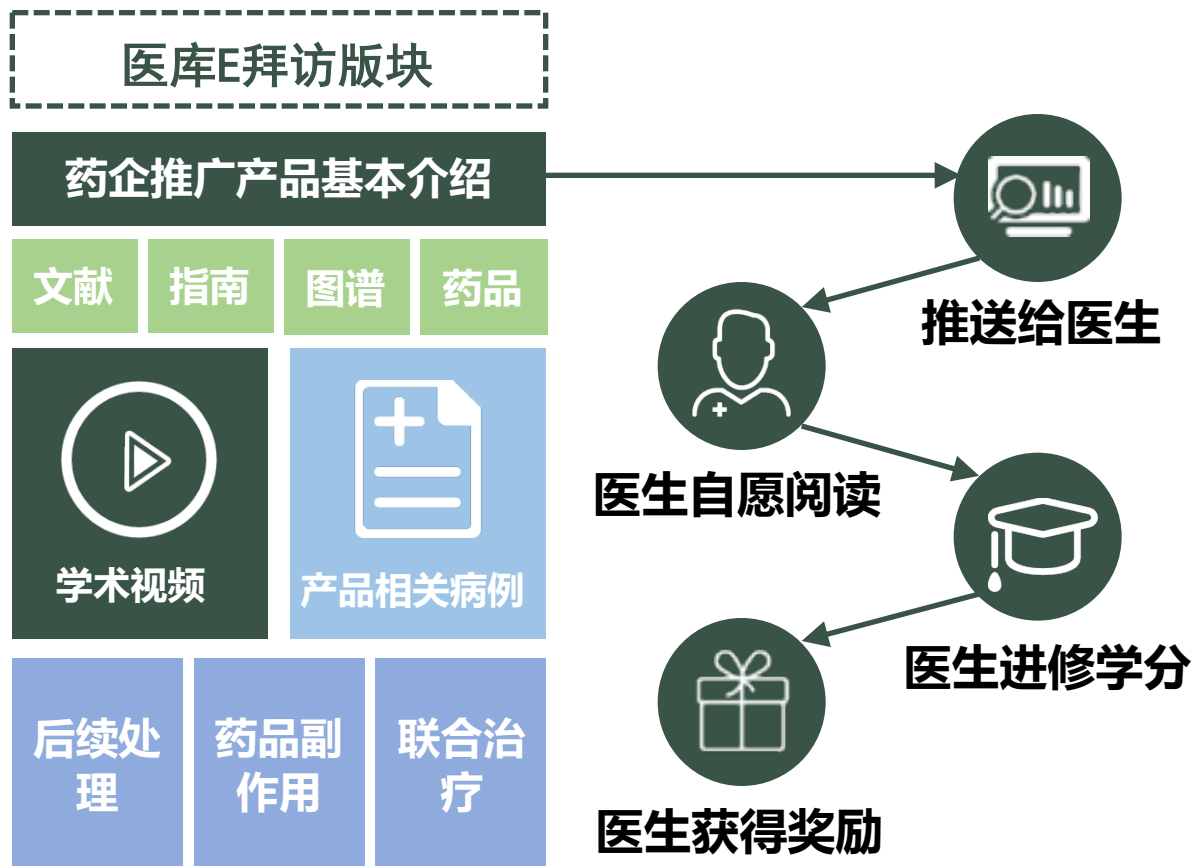 医库E拜访版块
药企推广产品基本介绍
文献
指南
图谱
药品
学术视频
产品相关病例
后续处
理
药品副
作用
联合治
疗
推送给医生
医生自愿阅读
医生进修学分
医生获得奖励